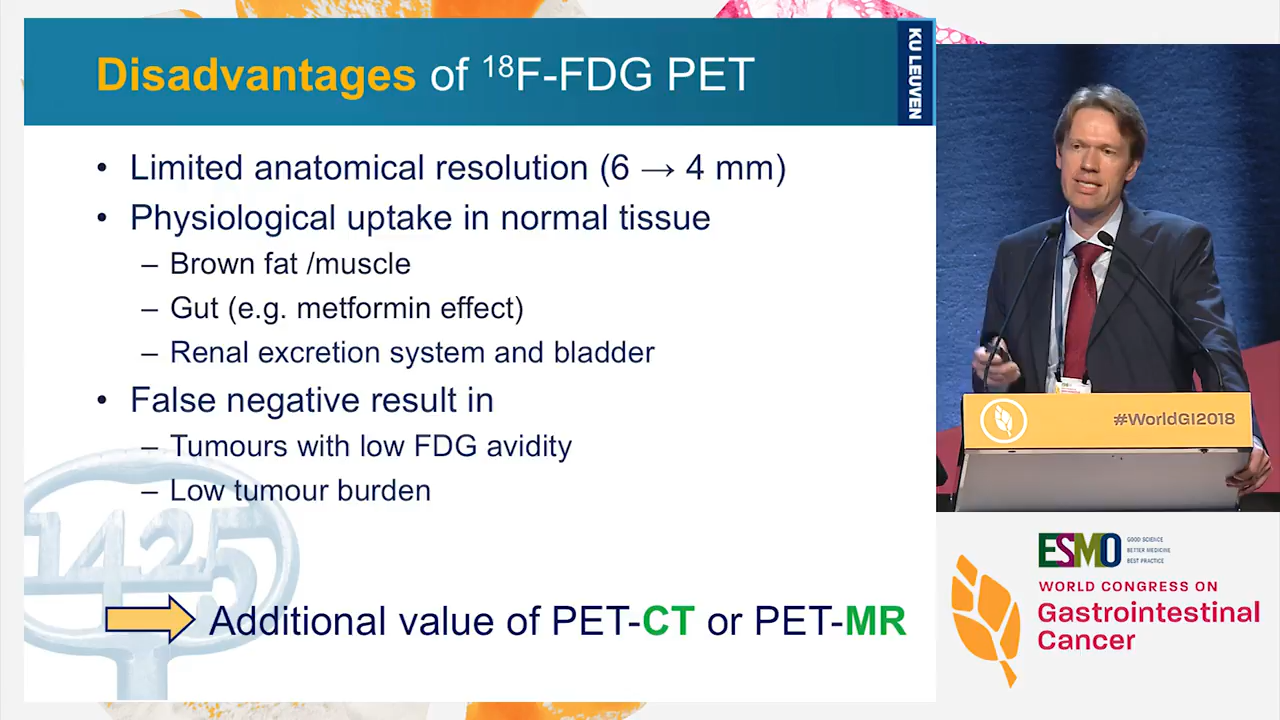 Disadvantages of ¹⁸F-FDG PET
KU LEUVEN
• Limited anatomical resolution (6 → 4 mm)
• Physiological uptake in normal tissue
– Brown fat /muscle
– Gut (e.g. metformin effect)
– Renal excretion system and bladder
• False negative result in
– Tumours with low FDG avidity
– Low tumour burden
1425
Additional value of PET-CT or PET-MR
#WorldGI2018
ESMO
GOOD SCIENCE
BETTER MEDICINE
BEST PRACTICE
WORLD CONGRESS ON
Gastrointestinal
Cancer